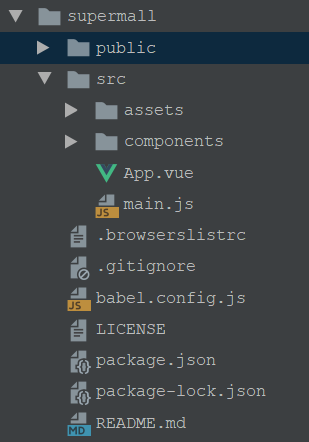 supermall
public
src
assets
components
App.vue
JS main.js
.browserslistrc
.gitignore
JS babel.config.js
LICENSE
package.json
package-lock.json
MD README.md